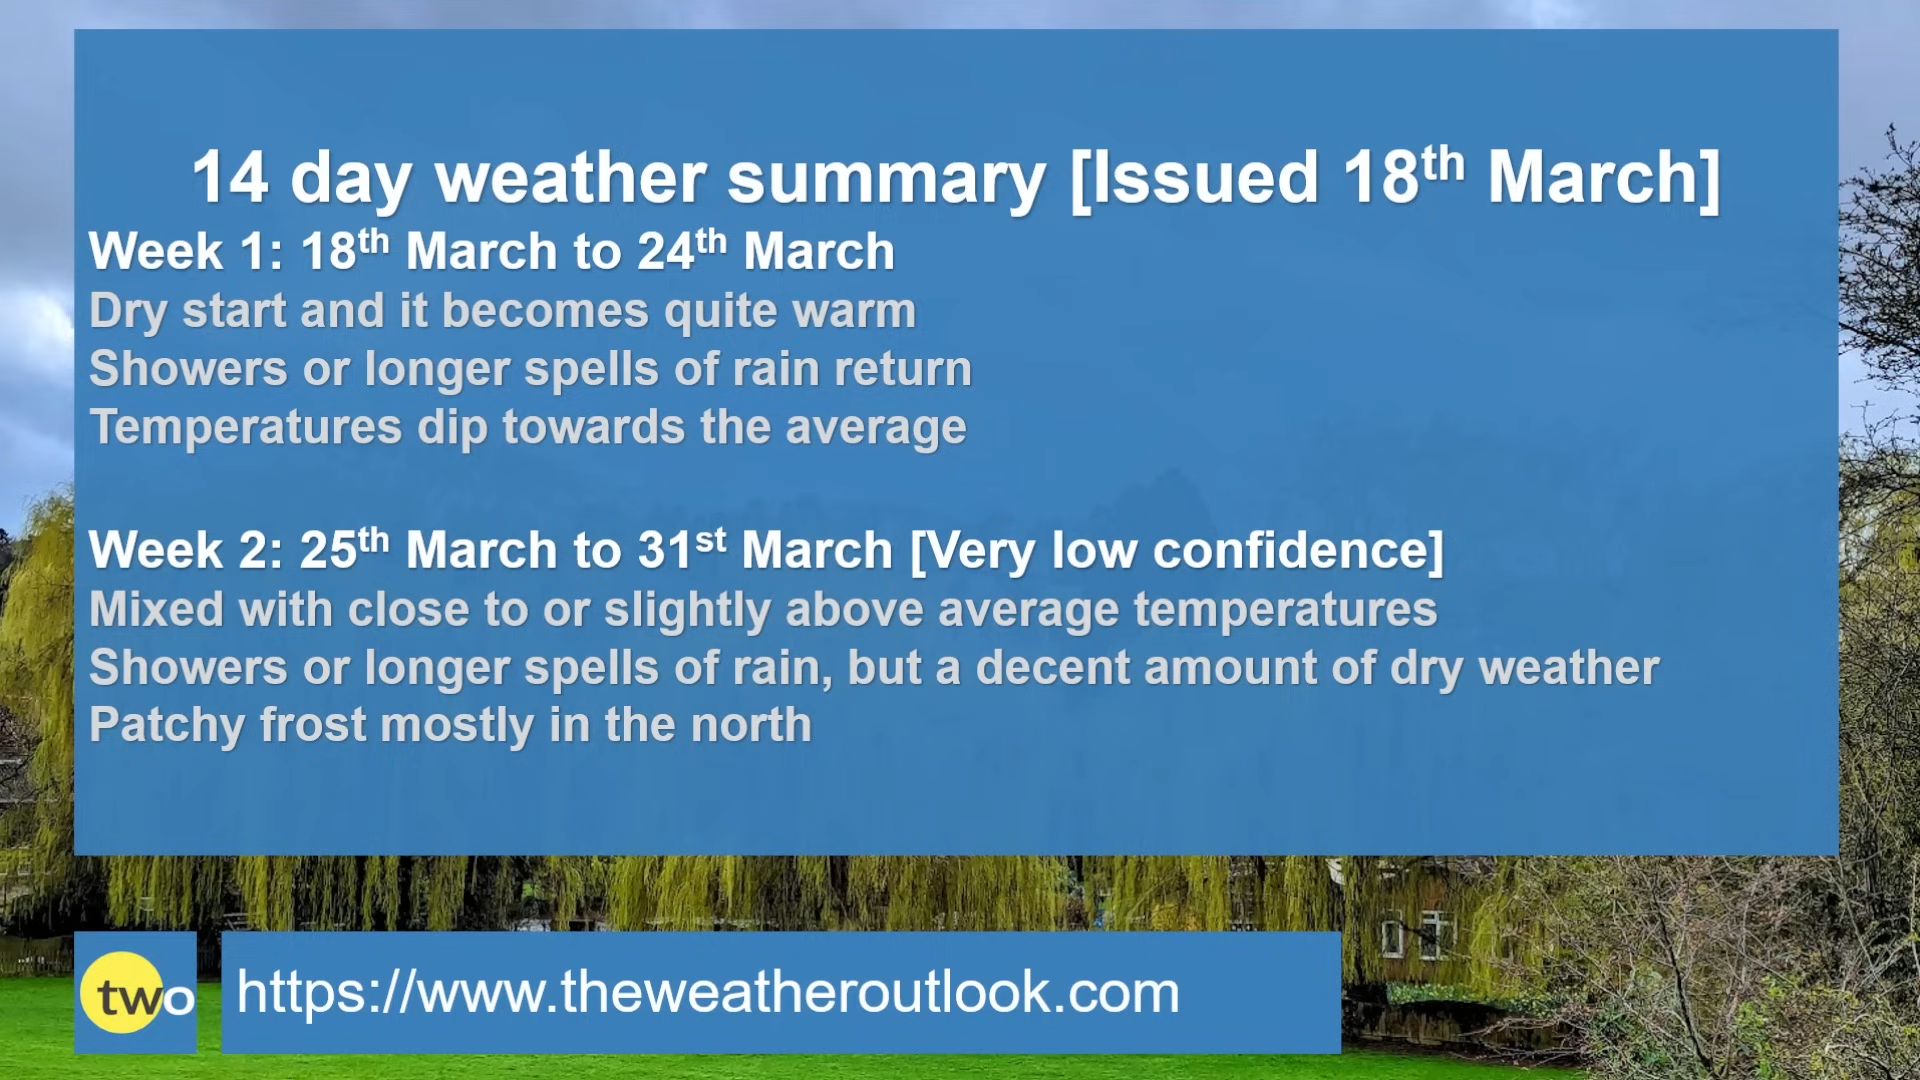 14 day weather summary [Issued 18th March]
Week 1: 18th March to 24th March
Dry start and it becomes quite warm
Showers or longer spells of rain return
Temperatures dip towards the average
Week 2: 25th March to 31st March [Very low confidence]
Mixed with close to or slightly above average temperatures
Showers or longer spells of rain, but a decent amount of dry weather
Patchy frost mostly in the north
two
https://www.theweatheroutlook.com